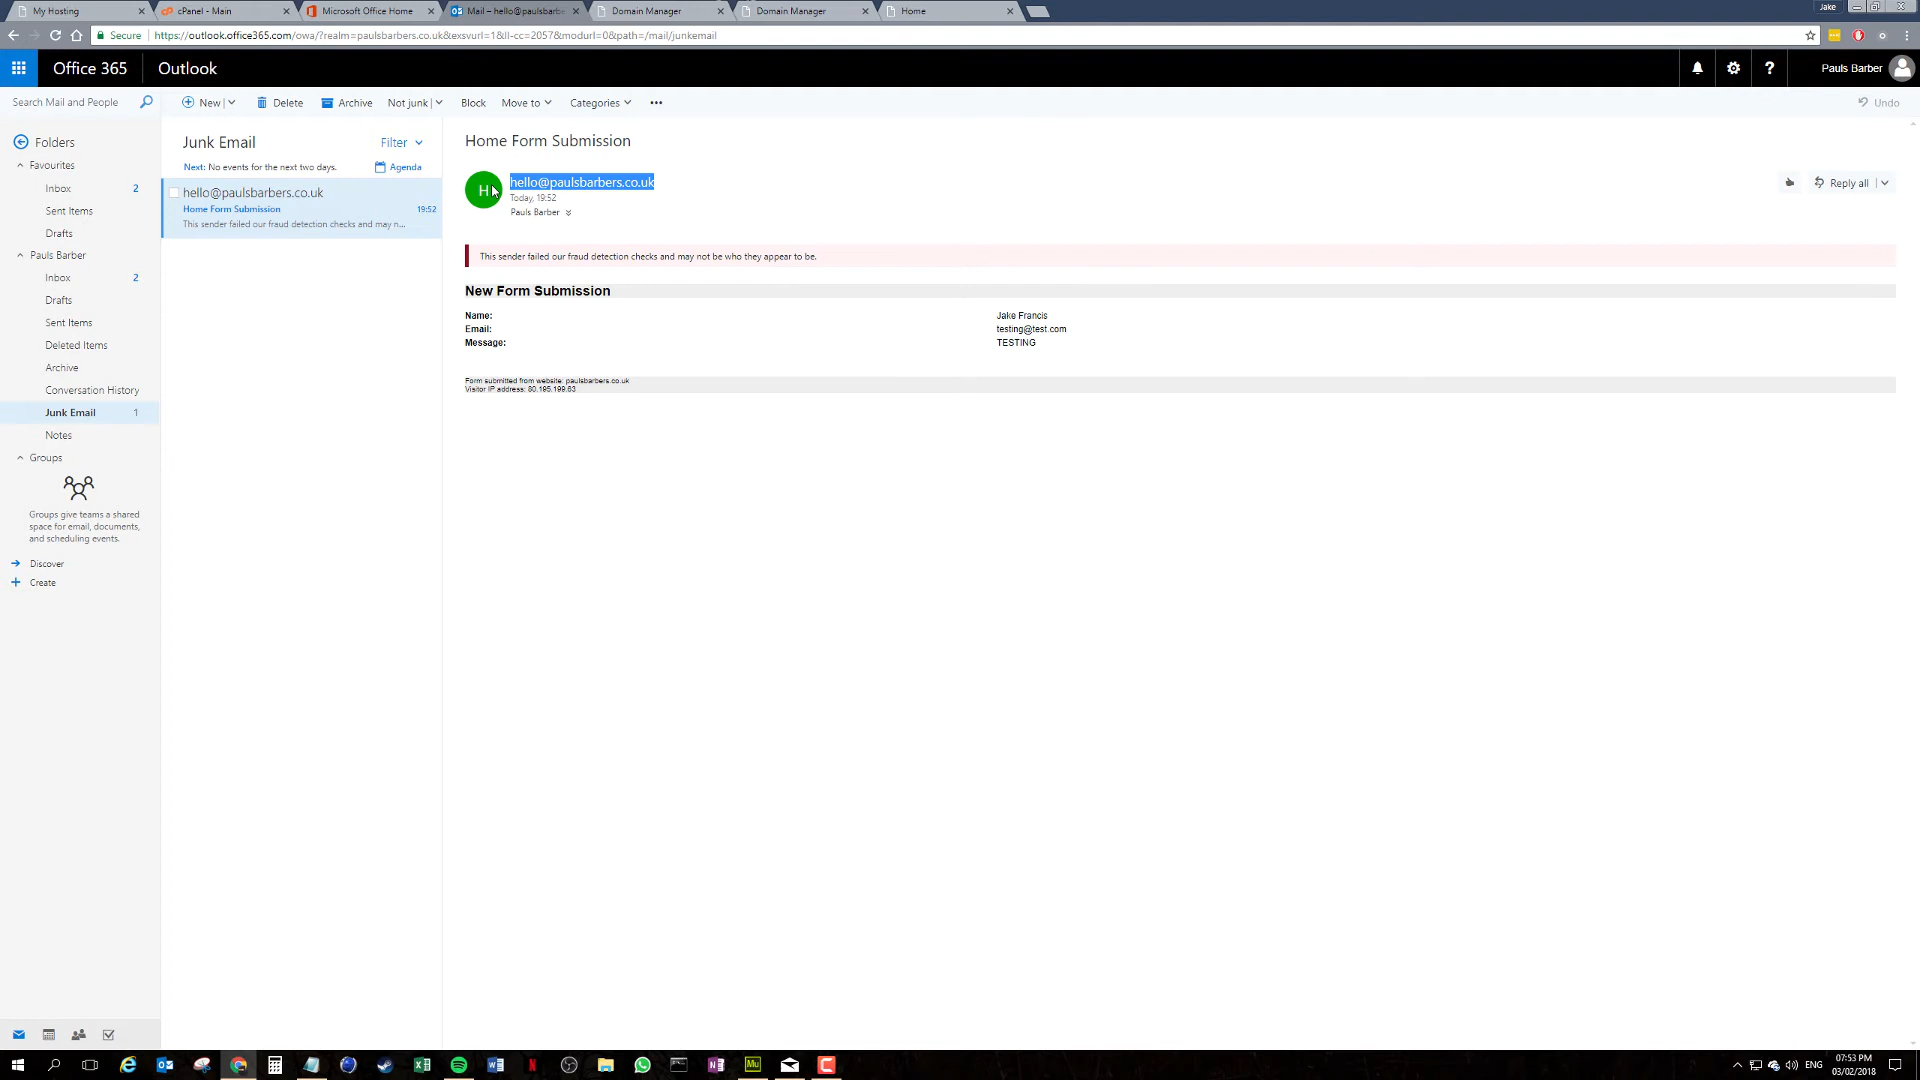 My Hosting
cPanel - Main
Microsoft Office Home
Mail – hello@paulsbarbe
Domain Manager
Domain Manager
Home
Jake
Secure
https://outlook.office365.com/owa/?realm=paulsbarbers.co.uk&exsvurl=1&ll-cc=2057&modurl=0&path=/mail/junkemail
Office 365
Outlook
Pauls Barber
Search Mail and People
New
Delete
Archive
Not junk
Block
Move to
Categories
Undo
Folders
Favourites
Inbox 2
Sent Items
Drafts
Pauls Barber
Inbox 2
Drafts
Sent Items
Deleted Items
Archive
Conversation History
Junk Email 1
Notes
Groups
Groups give teams a shared
space for email, documents,
and scheduling events.
Discover
Create
Junk Email
Filter
Next: No events for the next two days.
Agenda
hello@paulsbarbers.co.uk
Home Form Submission 19:52
This sender failed our fraud detection checks and may n...
Home Form Submission
H
hello@paulsbarbers.co.uk
Today, 19:52
Pauls Barber
Reply all
This sender failed our fraud detection checks and may not be who they appear to be.
New Form Submission
Name: Jake Francis
Email: testing@test.com
Message: TESTING
Form submitted from website: paulsbarbers.co.uk
Visitor IP address: 80.195.199.63
ENG
07:53 PM
03/02/2018